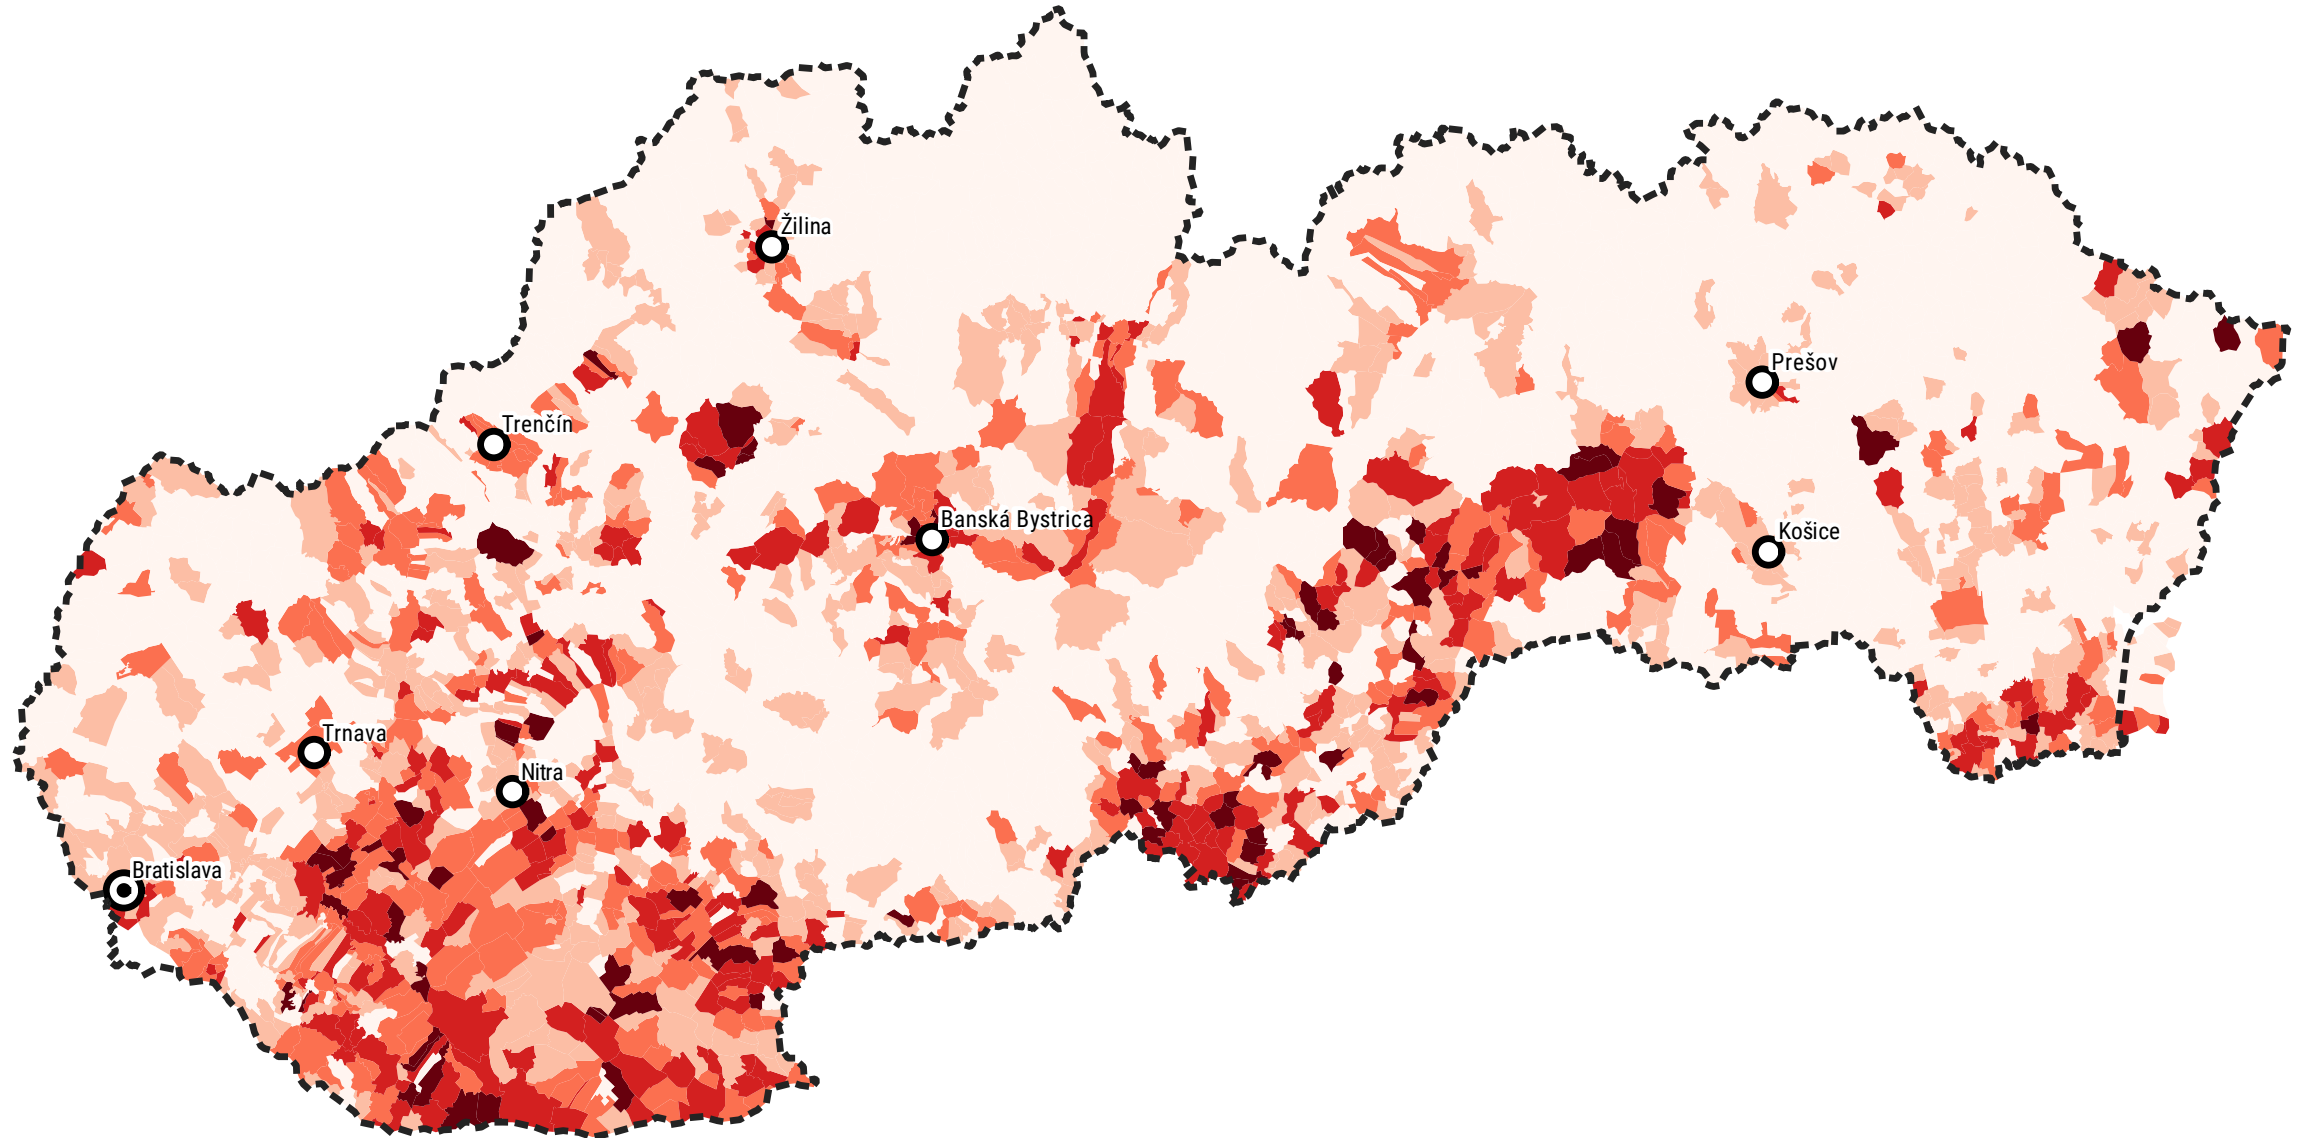 Žilina
Prešov
Trenčín
Banská Bystrica
Košice
Trnava
Nitra
Bratislava